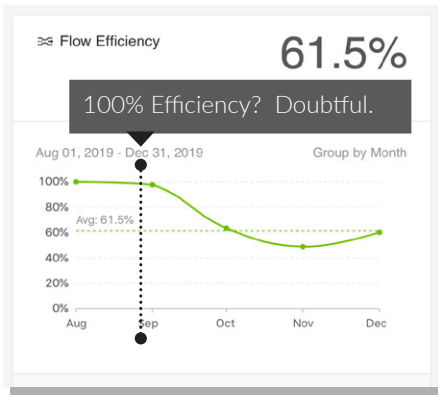 Flow Efficiency
61.5%
100% Efficiency? Doubtful.
Aug 01, 2019 - Dec 31, 2019
Group by Month
100%
80%
Avg: 61.5%
60%
40%
20%
0%
Aug Sep Oct Nov Dec